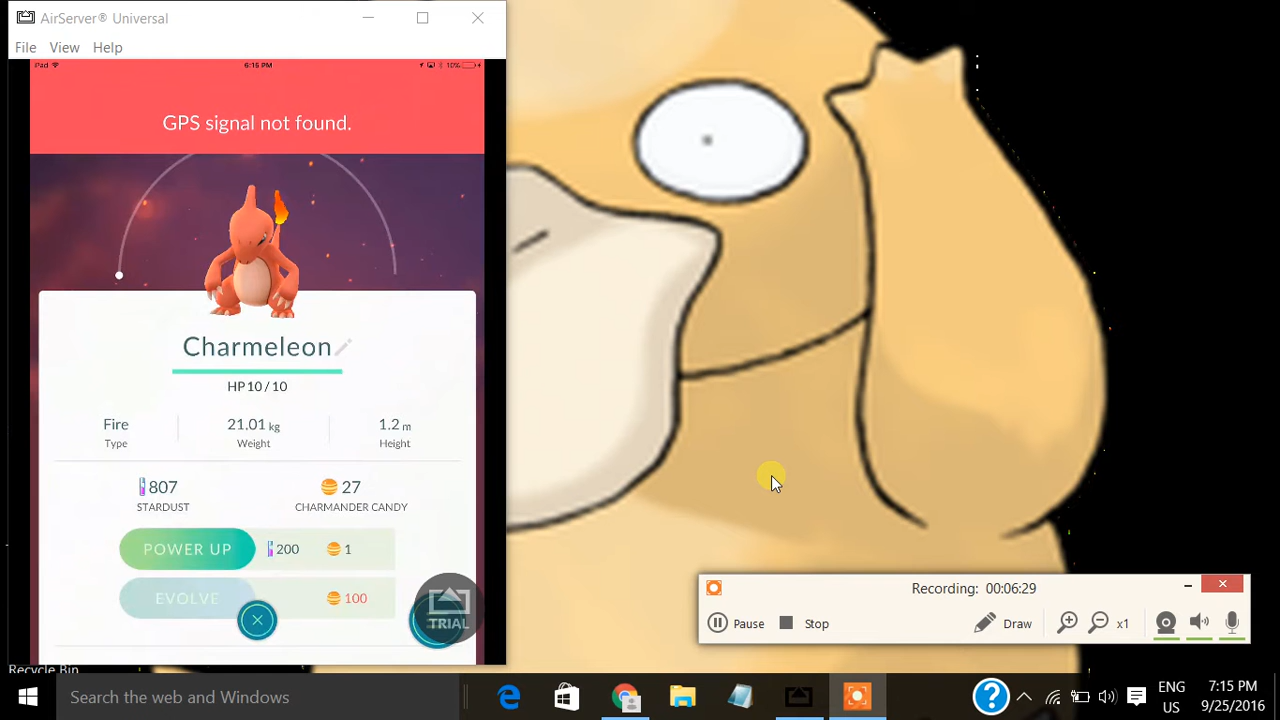 AirServer® Universal
File View Help
iPad 6:15 PM 10%
GPS signal not found.
Charmeleon
HP 10 / 10
Fire 21.01 kg 1.2 m
Type Weight Height
807 27
STARDUST CHARMANDER CANDY
POWER UP 200 1
EVOLVE 100
TRIAL
Recording: 00:06:29
Pause Stop Draw x1
Recycle Bin
Search the web and Windows
ENG 7:15 PM
US 9/25/2016